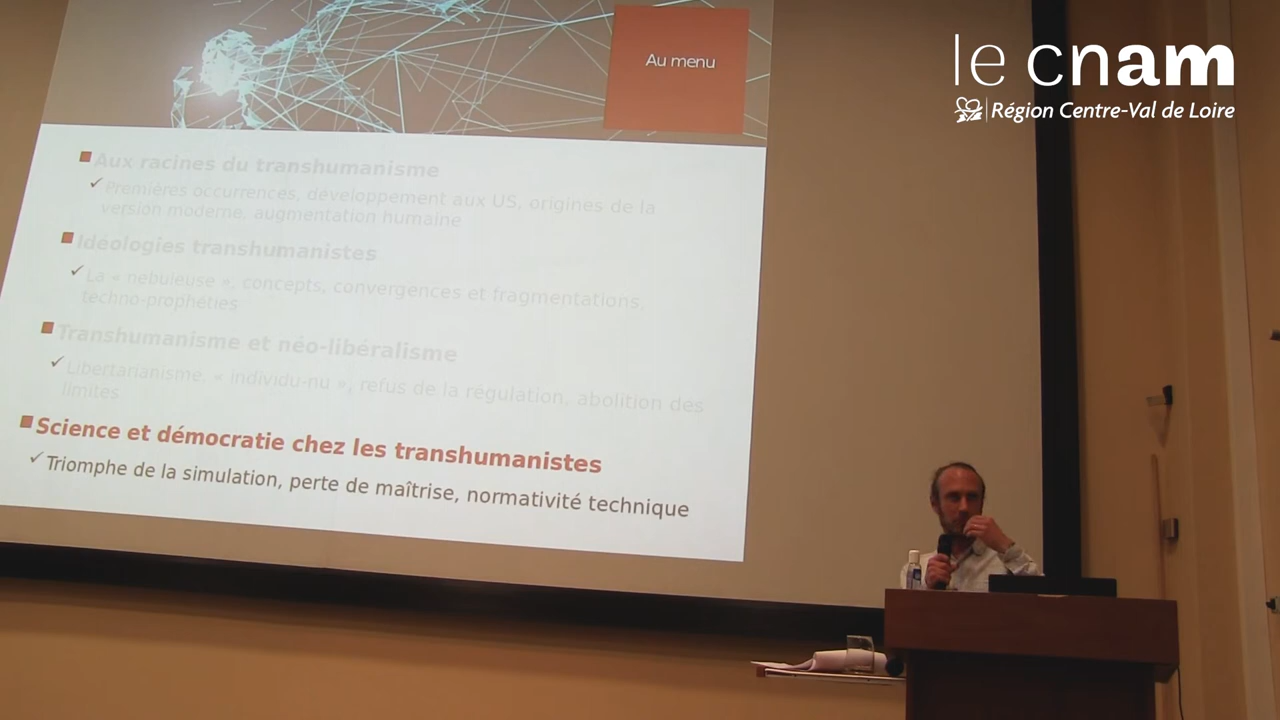 le cnam
Région Centre-Val de Loire
Au menu
Aux racines du transhumanisme
Premières occurrences, développement aux US, origines de la
version moderne, augmentation humaine
Idéologies transhumanistes
La « nébuleuse », concepts, convergences et fragmentations,
techno-prophéties
Transhumanisme et néo-libéralisme
Libertarianisme, « individu-nu », refus de la régulation, abolition des
limites
Science et démocratie chez les transhumanistes
Triomphe de la simulation, perte de maîtrise, normativité technique